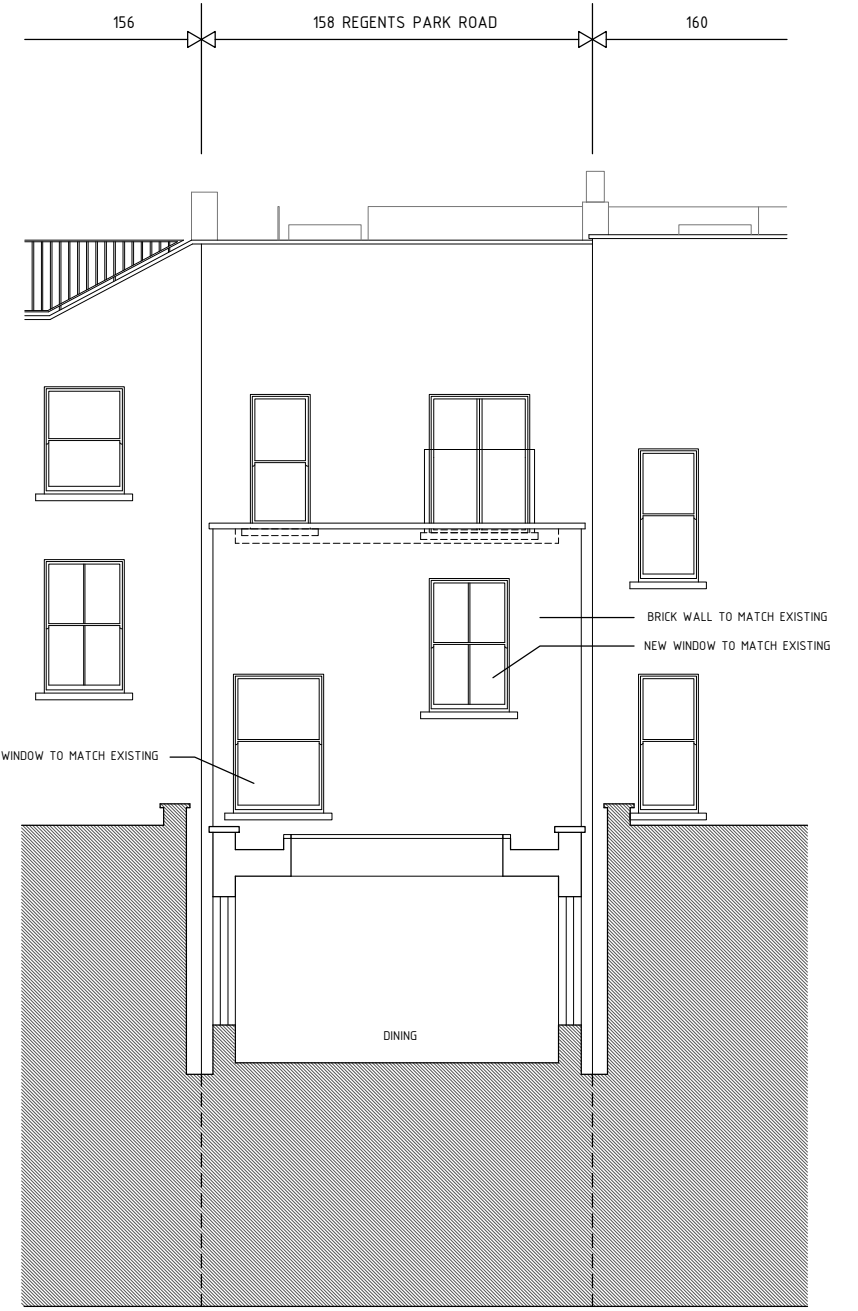 156
158 REGENTS PARK ROAD
160
BRICK WALL TO MATCH EXISTING
NEW WINDOW TO MATCH EXISTING
WINDOW TO MATCH EXISTING
DINING